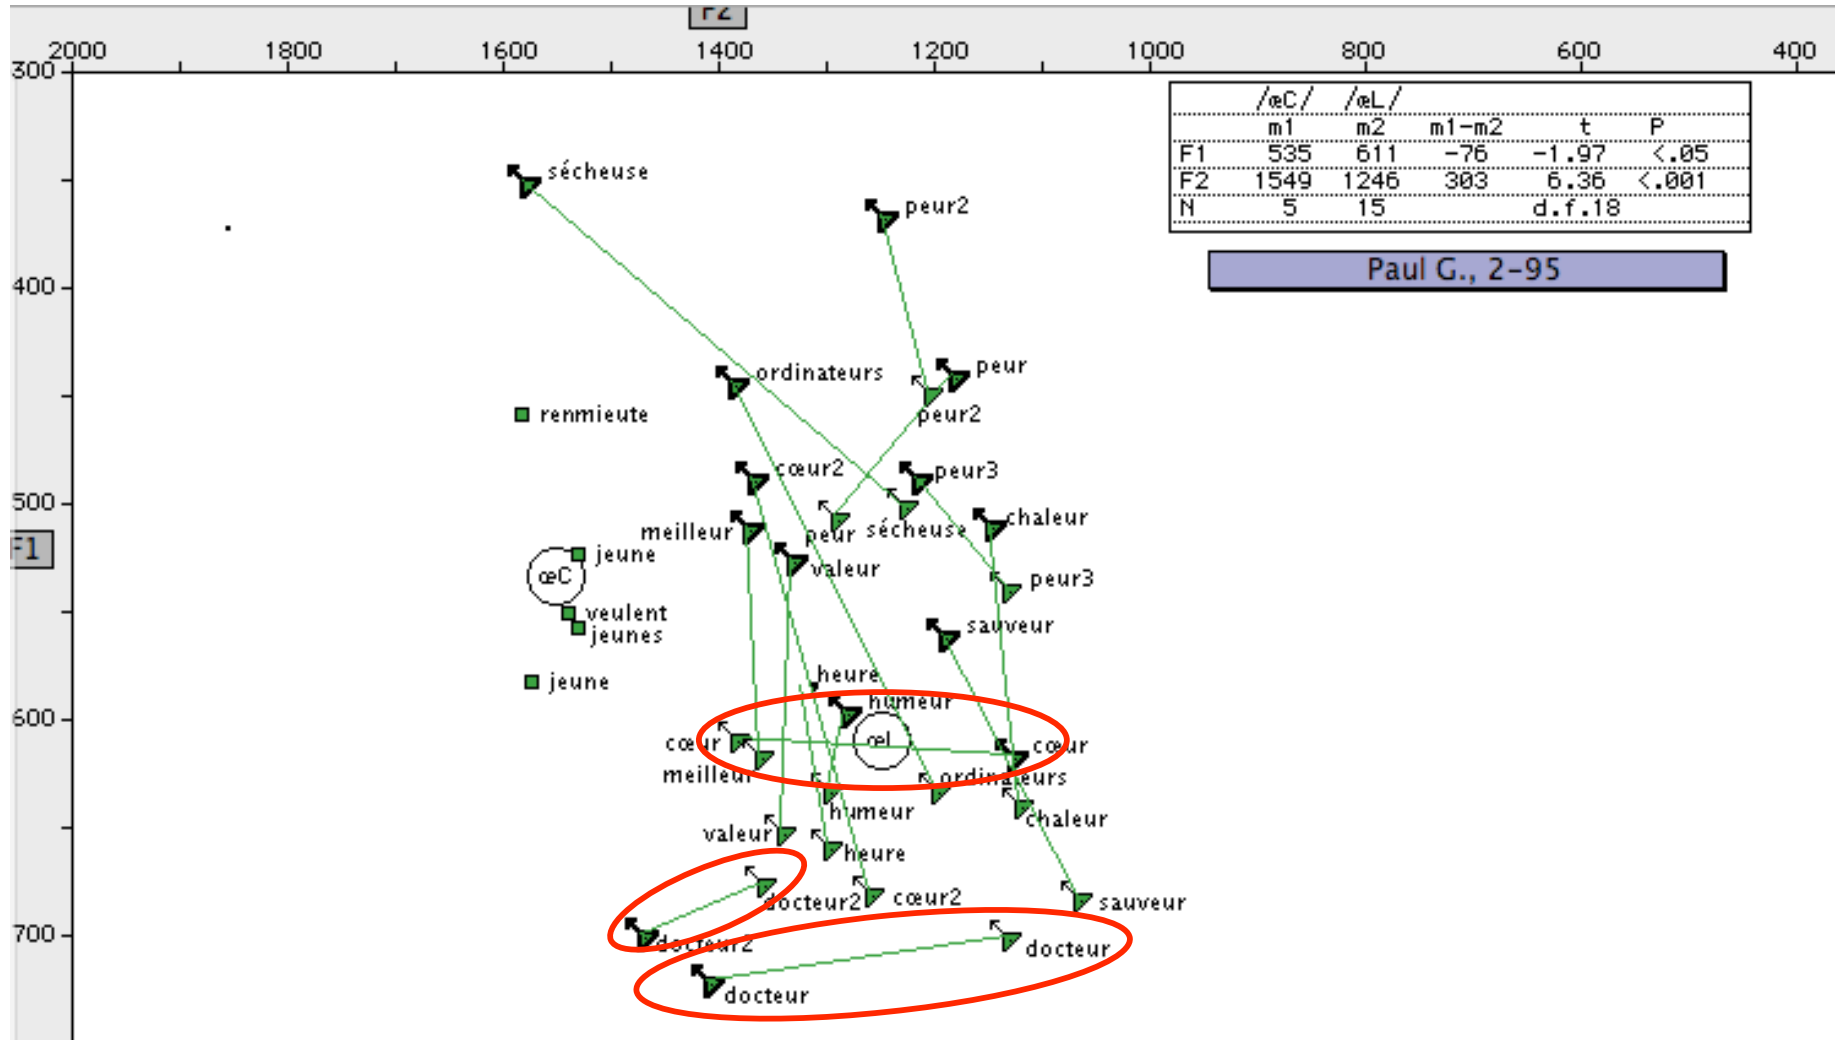 F2
2000 1800 1600 1400 1200 1000 800 600 400
300
/œC/ /œL/
m1 m2 m1-m2 t P
F1 535 611 -76 -1.97 <.05
F2 1549 1246 303 6.36 <.001
N 5 15 d.f.18
sécheuse
peur2
Paul G., 2-95
400
peur
ordinateurs
renmieute
peur2
cœur2
peur3
500
chaleur
meilleur
peur
sécheuse
F1
jeune
valeur
œC
peur3
veulent
sauveur
jeunes
heure
jeune
humeur
600
cœur
œL
cœur
meilleur
ordinateurs
humeur
chaleur
valeur
heure
docteur2
cœur2
sauveur
700
docteur2
docteur
docteur